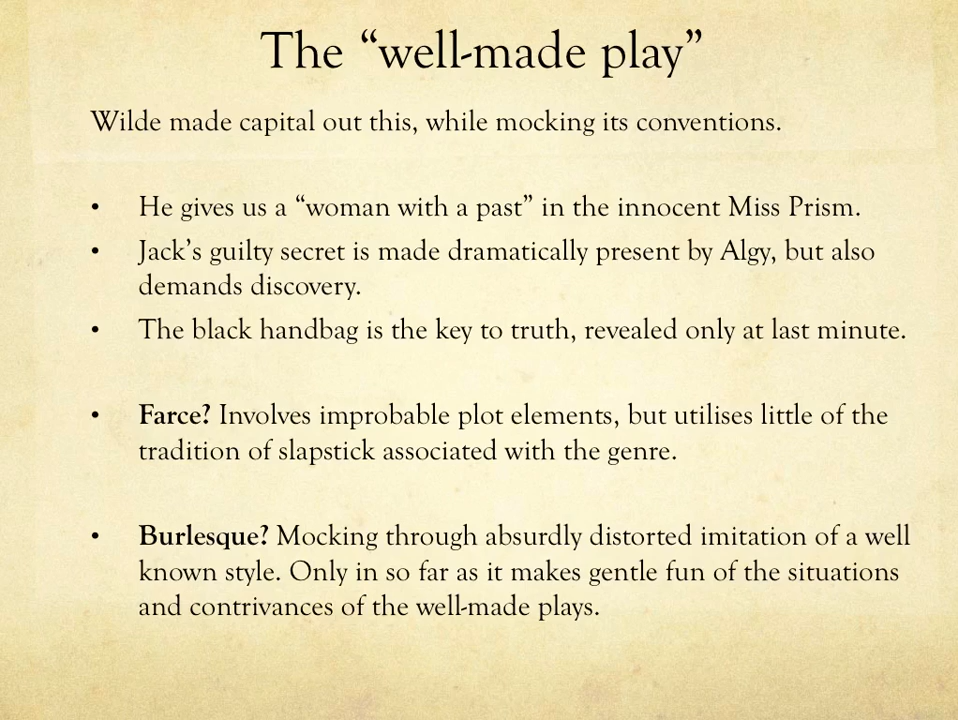 The “well-made play”
Wilde made capital out this, while mocking its conventions.
• He gives us a “woman with a past” in the innocent Miss Prism.
• Jack’s guilty secret is made dramatically present by Algy, but also
demands discovery.
• The black handbag is the key to truth, revealed only at last minute.
• Farce? Involves improbable plot elements, but utilises little of the
tradition of slapstick associated with the genre.
• Burlesque? Mocking through absurdly distorted imitation of a well
known style. Only in so far as it makes gentle fun of the situations
and contrivances of the well-made plays.